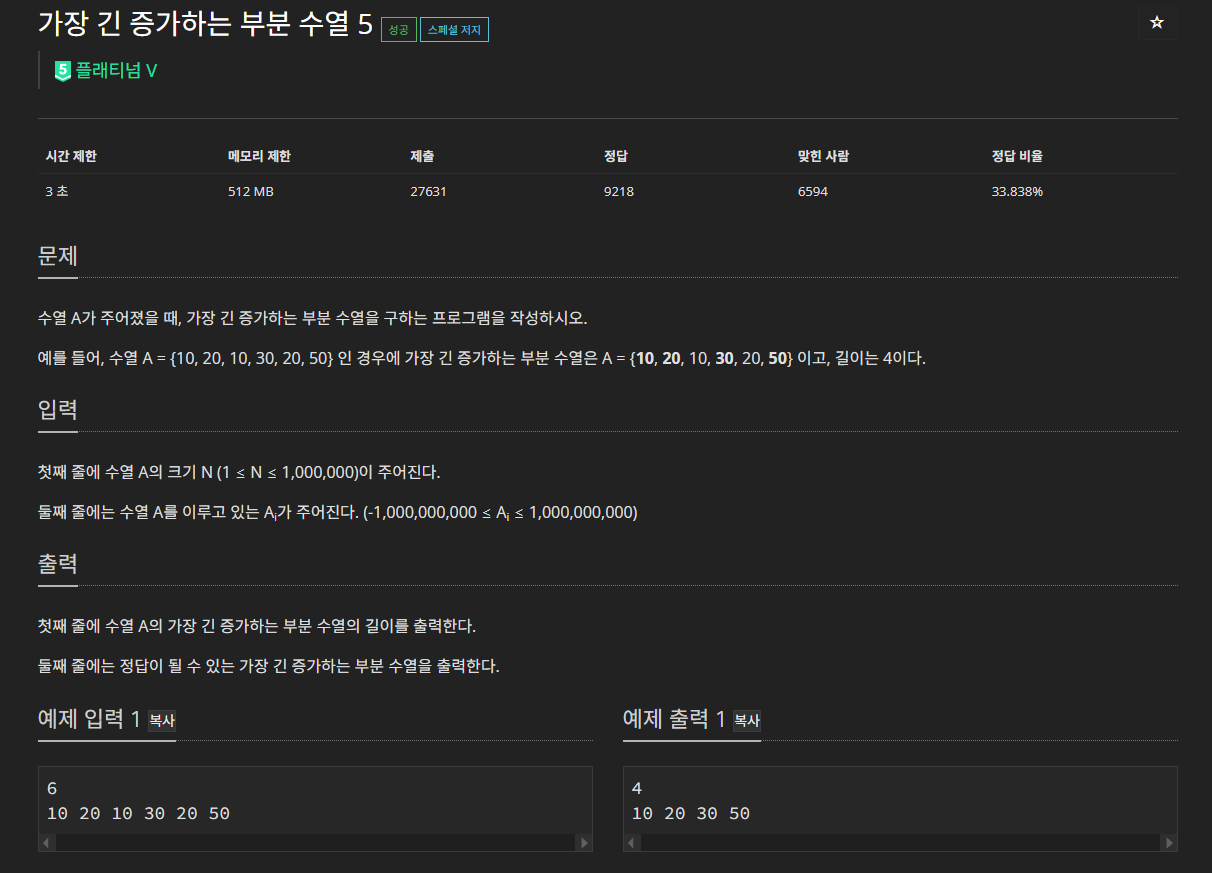 가장 긴 증가하는 부분 수열 5 성공 스페셜 저지
☆
5 플래티넘 V
시간 제한 메모리 제한 제출 정답 맞힌 사람 정답 비율
3 초 512 MB 27631 9218 6594 33.838%
문제
수열 A가 주어졌을 때, 가장 긴 증가하는 부분 수열을 구하는 프로그램을 작성하시오.
예를 들어, 수열 A = {10, 20, 10, 30, 20, 50} 인 경우에 가장 긴 증가하는 부분 수열은 A = {10, 20, 10, 30, 20, 50} 이고, 길이는 4이다.
입력
첫째 줄에 수열 A의 크기 N (1 ≤ N ≤ 1,000,000)이 주어진다.
둘째 줄에는 수열 A를 이루고 있는 Ai가 주어진다. (-1,000,000,000 ≤ Ai ≤ 1,000,000,000)
출력
첫째 줄에 수열 A의 가장 긴 증가하는 부분 수열의 길이를 출력한다.
둘째 줄에는 정답이 될 수 있는 가장 긴 증가하는 부분 수열을 출력한다.
예제 입력 1 복사
6
10 20 10 30 20 50
예제 출력 1 복사
4
10 20 30 50